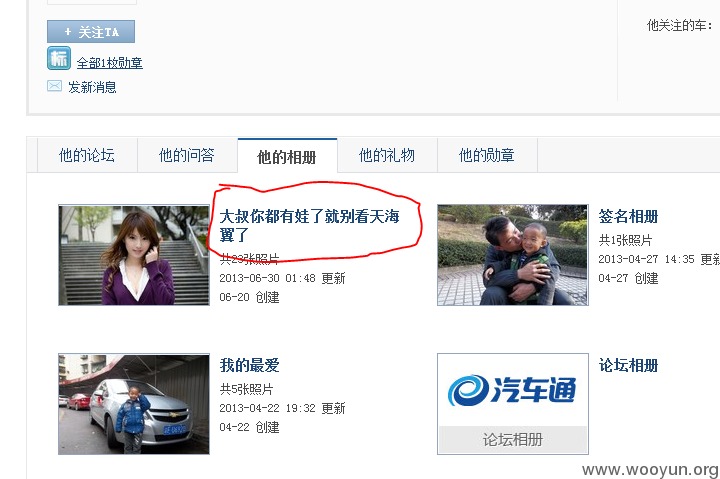 他关注的车：
+ 关注TA
标
全部1枚勋章
发新消息
他的论坛
他的问答
他的相册
他的礼物
他的勋章
大叔你都有娃了就别看天海
翼了
共23张照片
2013-06-30 01:48 更新
06-20 创建
签名相册
共1张照片
2013-04-27 14:35 更新
04-27 创建
我的最爱
共5张照片
2013-04-22 19:32 更新
04-22 创建
论坛相册
汽车通
论坛相册
www.wooyun.org